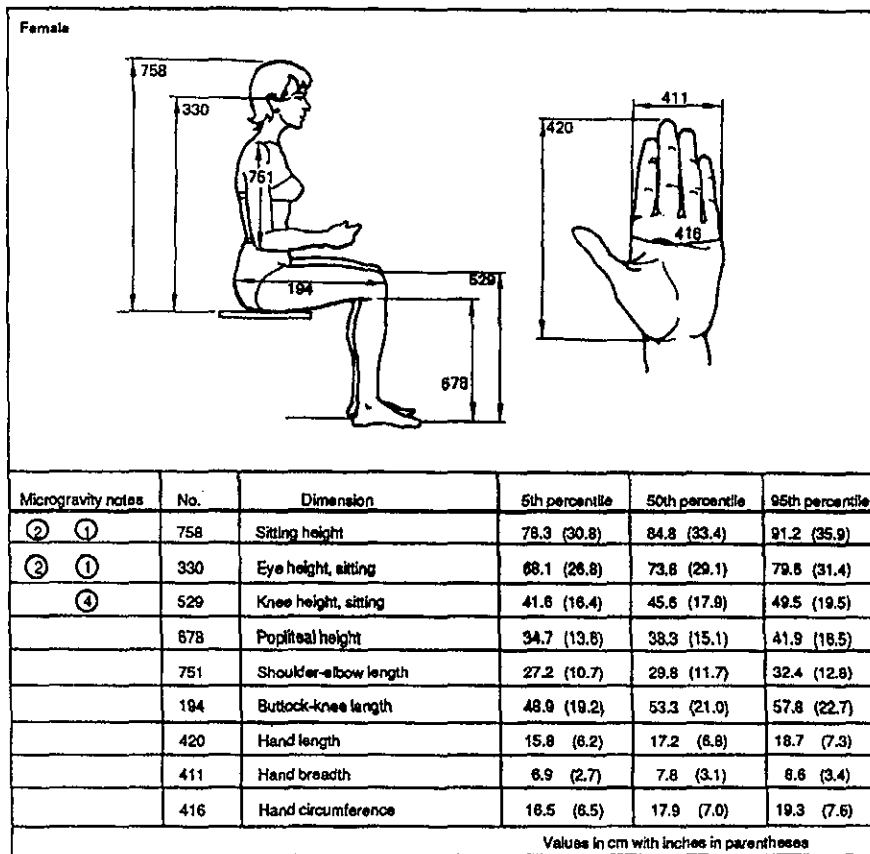 Female
758
330
751
194
529
678
420
411
416
Microgravity notes No. Dimension 5th percentile 50th percentile 95th percentile
② ① 758 Sitting height 78.3 (30.8) 84.8 (33.4) 91.2 (35.9)
② ① 330 Eye height, sitting 68.1 (26.8) 73.8 (29.1) 79.6 (31.4)
④ 529 Knee height, sitting 41.6 (16.4) 45.6 (17.9) 49.5 (19.5)
678 Popliteal height 34.7 (13.6) 38.3 (15.1) 41.9 (16.5)
751 Shoulder-elbow length 27.2 (10.7) 29.8 (11.7) 32.4 (12.8)
194 Buttock-knee length 48.9 (19.2) 53.3 (21.0) 57.8 (22.7)
420 Hand length 15.8 (6.2) 17.2 (6.8) 18.7 (7.3)
411 Hand breadth 6.9 (2.7) 7.8 (3.1) 8.6 (3.4)
416 Hand circumference 16.5 (6.5) 17.9 (7.0) 19.3 (7.6)
Values in cm with inches in parentheses